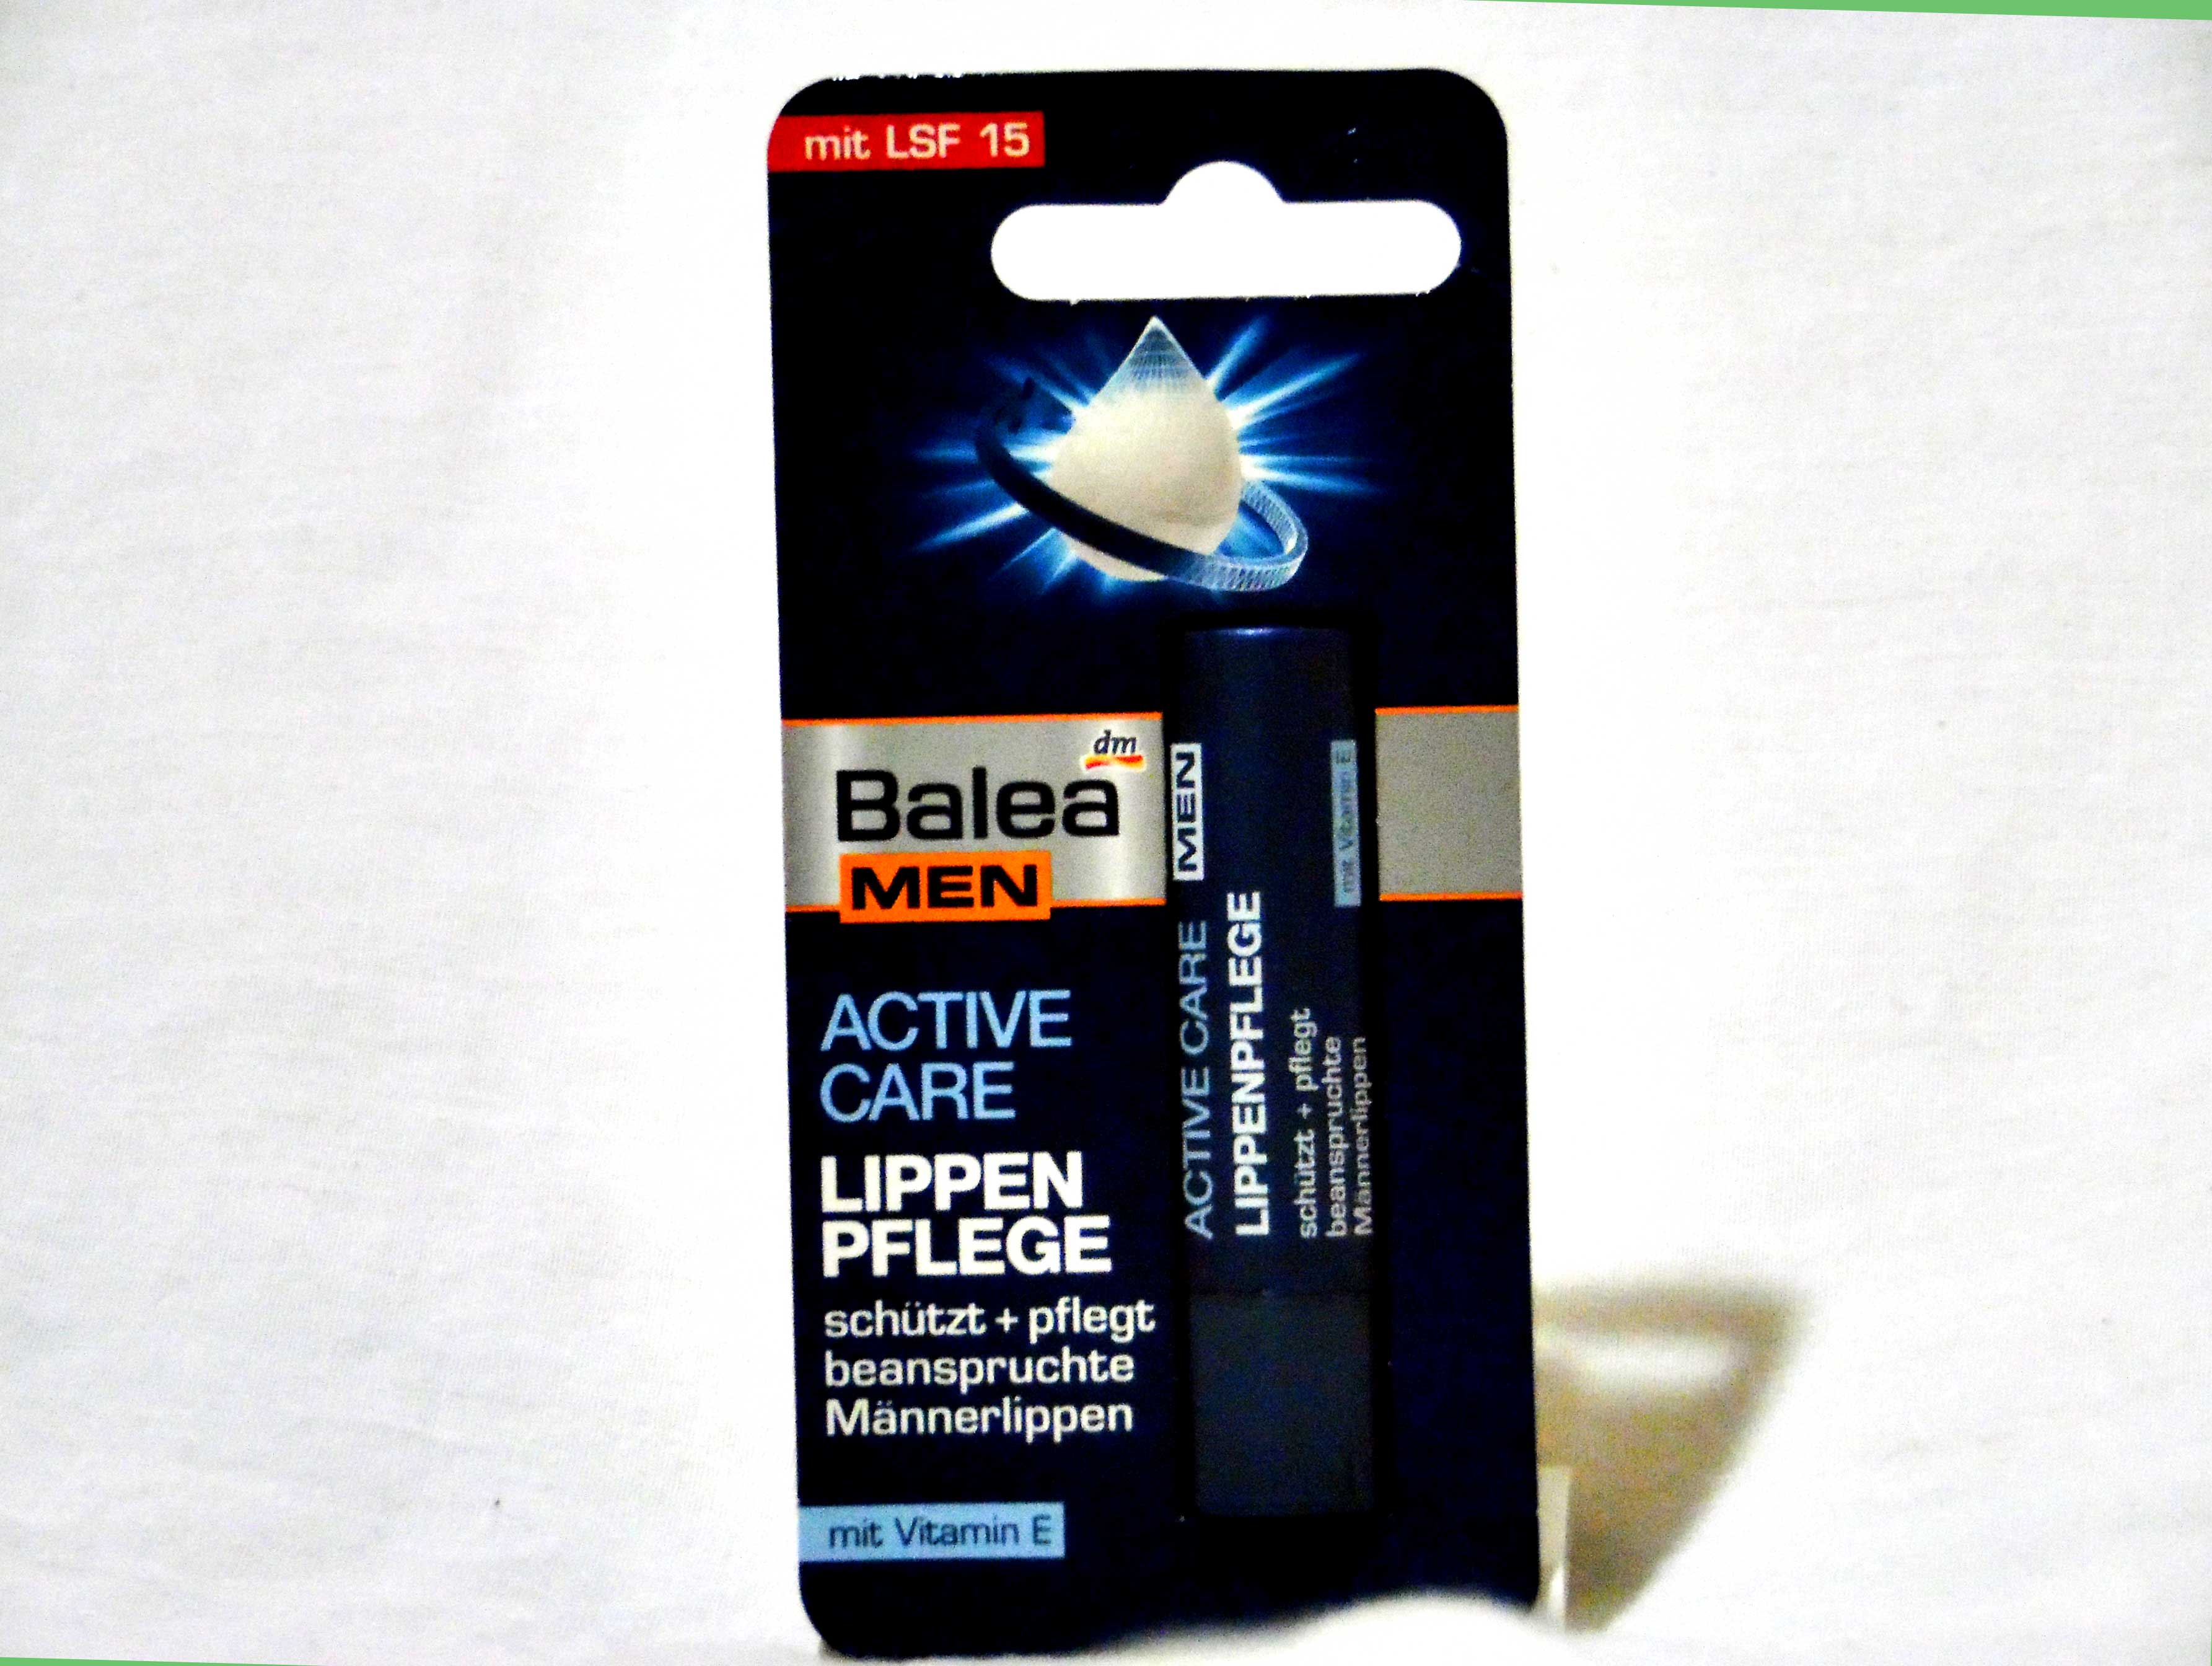 mit LSF 15
dm
Balea
MEN
ACTIVE
CARE
LIPPEN
PFLEGE
schützt + pflegt
beanspruchte
Männerlippen
mit Vitamin E
ACTIVE CARE MEN
LIPPENPFLEGE
schützt + pflegt
beanspruchte
Männerlippen
mit Vitamin E